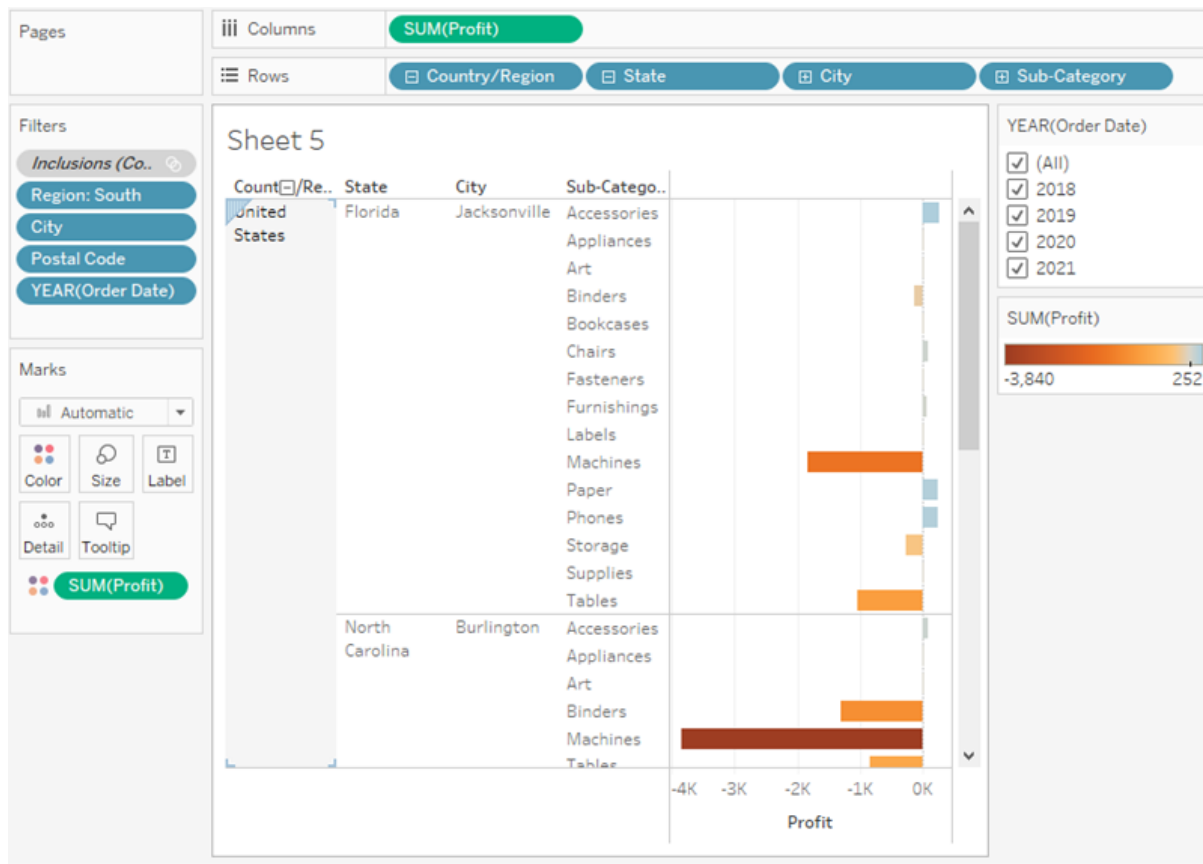 Pages
Columns
SUM(Profit)
Rows
Country/Region
State
City
Sub-Category
Filters
Inclusions (Co..
Region: South
City
Postal Code
YEAR(Order Date)
Marks
Automatic
Color
Size
Label
Detail
Tooltip
SUM(Profit)
Sheet 5
Count /Re.. State City Sub-Catego..
United States Florida Jacksonville Accessories
Appliances
Art
Binders
Bookcases
Chairs
Fasteners
Furnishings
Labels
Machines
Paper
Phones
Storage
Supplies
Tables
North Carolina Burlington Accessories
Appliances
Art
Binders
Machines
Tables
-4K -3K -2K -1K 0K
Profit
YEAR(Order Date)
(All)
2018
2019
2020
2021
SUM(Profit)
-3,840 252